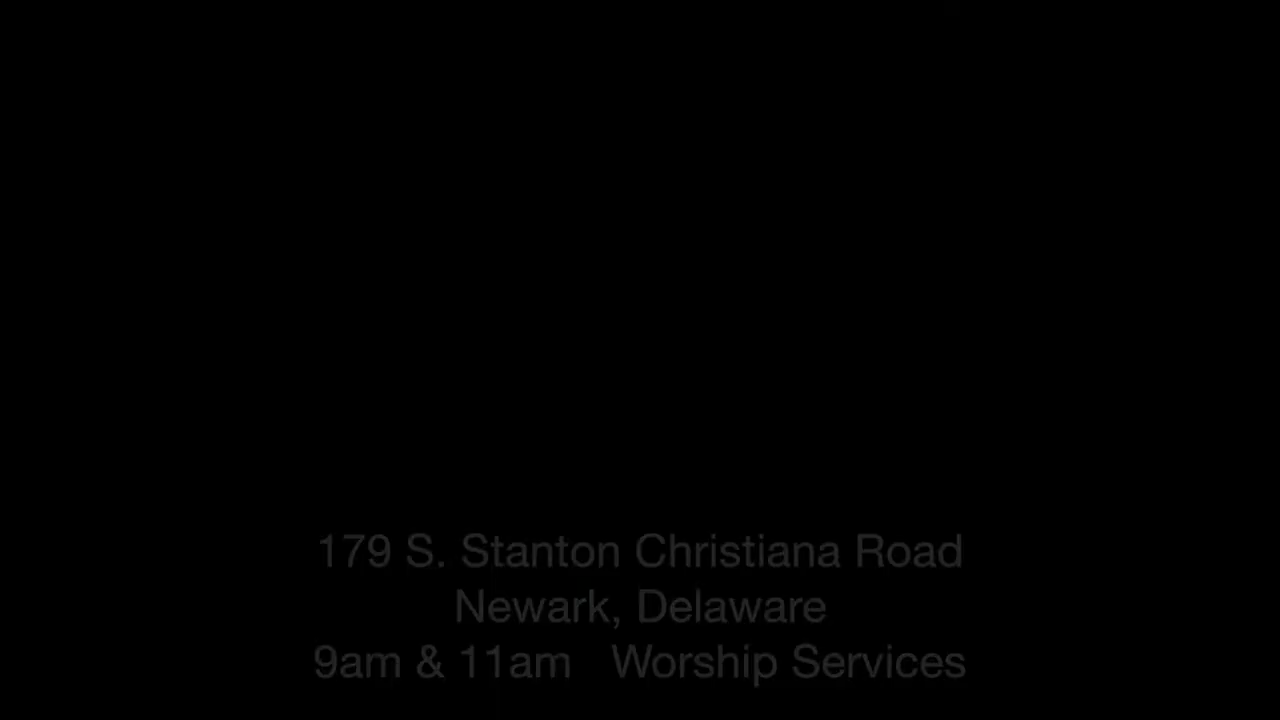 179 S. Stanton Christiana Road
Newark, Delaware
9am & 11am Worship Services